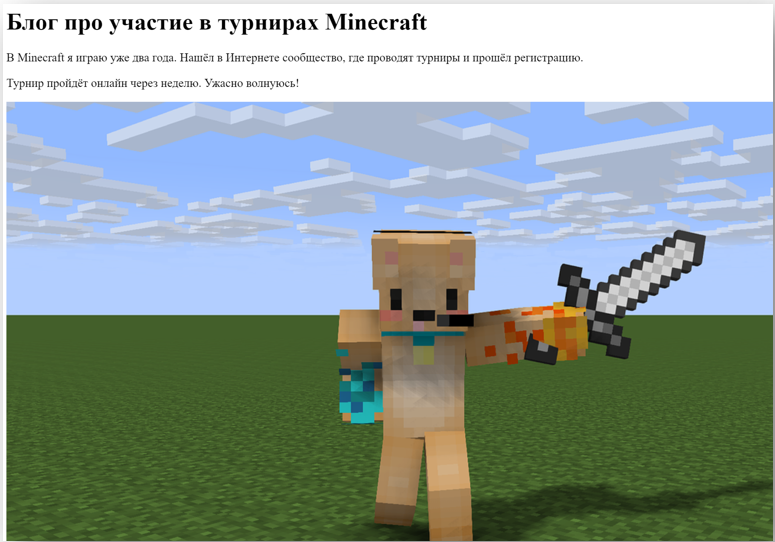 Блог про участие в турнирах Minecraft
В Minecraft я играю уже два года. Нашёл в Интернете сообщество, где проводят турниры и прошёл регистрацию.
Турнир пройдёт онлайн через неделю. Ужасно волнуюсь!